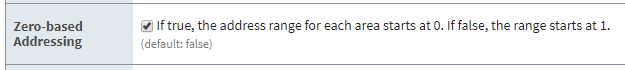 Zero-based
Addressing
If true, the address range for each area starts at 0. If false, the range starts at 1.
(default: false)